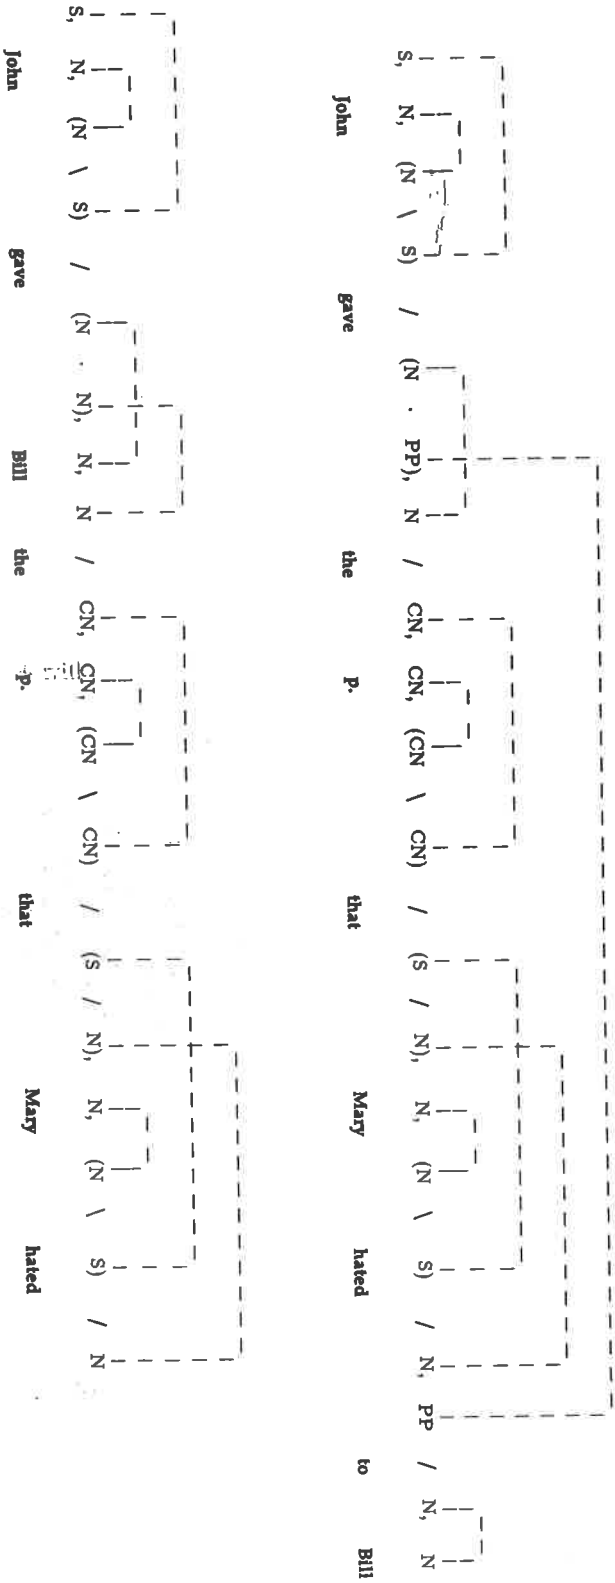 S, N, (N \ S) / (N · PP), N / CN, CN, (CN \ CN) / (S / N), N, (N \ S) / N, PP / N, N
John gave the p. that Mary hated to Bill
S, N, (N \ S) / (N · N), N, N / CN, CN, (CN \ CN) / (S / N), N, (N \ S) / N
John gave Bill the p. that Mary hated